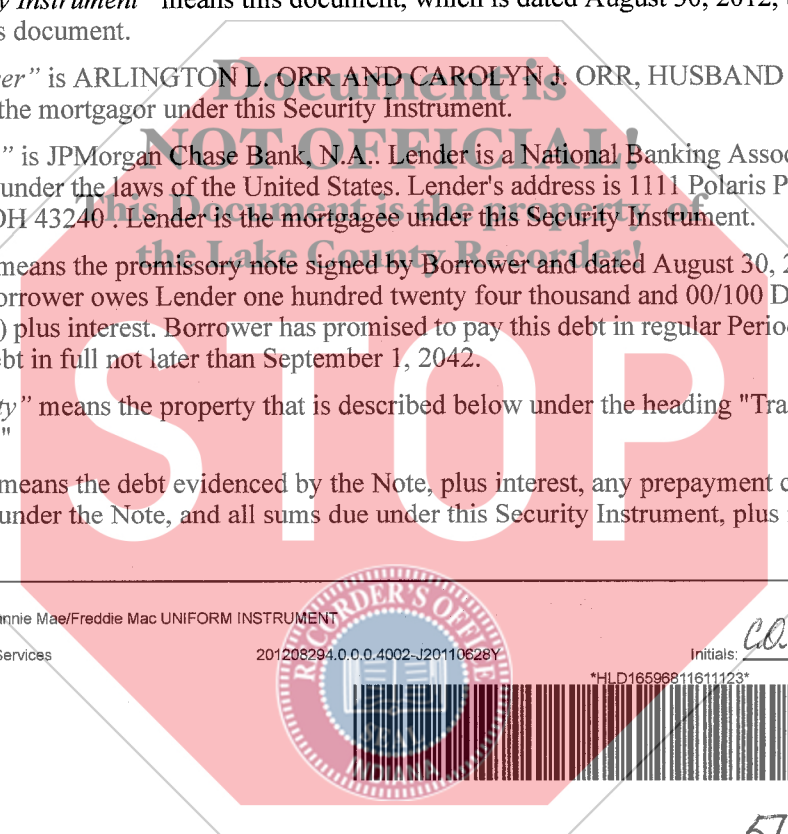 y Instrument" means this document, which is dated August 30, 2012,
s document.
er" is ARLINGTON L. ORR AND CAROLYN J. ORR, HUSBAND
the mortgagor under this Security Instrument.
" is JPMorgan Chase Bank, N.A.. Lender is a National Banking Assoc
under the laws of the United States. Lender's address is 1111 Polaris P
OH 43240 . Lender is the mortgagee under this Security Instrument.
means the promissory note signed by Borrower and dated August 30, 2
orrower owes Lender one hundred twenty four thousand and 00/100 D
) plus interest. Borrower has promised to pay this debt in regular Perio
ebt in full not later than September 1, 2042.
ty" means the property that is described below under the heading "Tra
"
means the debt evidenced by the Note, plus interest, any prepayment c
under the Note, and all sums due under this Security Instrument, plus
Document is
NOT OFFICIAL!
This Document is the property of
the Lake County Recorder!
STOP
nnie Mae/Freddie Mac UNIFORM INSTRUMENT
Services 201208294.0.0.0.4002-J20110628Y Initials: C.O.
*HLD16596811611123*
RECORDER'S OFFICE
SEAL
INDIANA
57